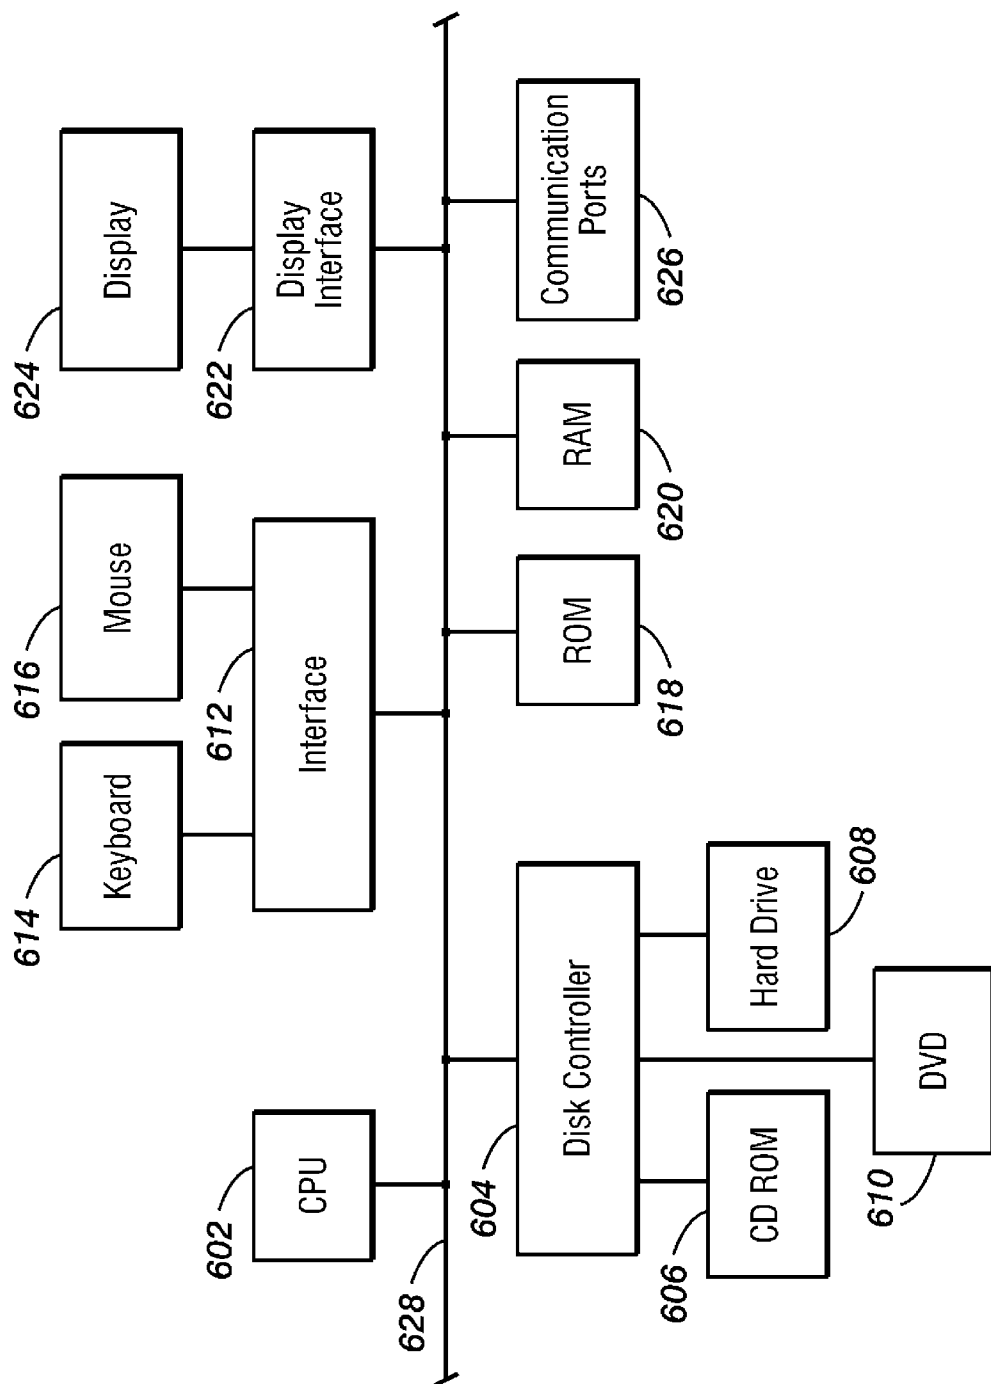 614
Keyboard
616
Mouse
624
Display
602
CPU
612
Interface
622
Display
Interface
628
604
Disk Controller
618
ROM
620
RAM
626
Communication
Ports
606
CD ROM
608
Hard Drive
610
DVD